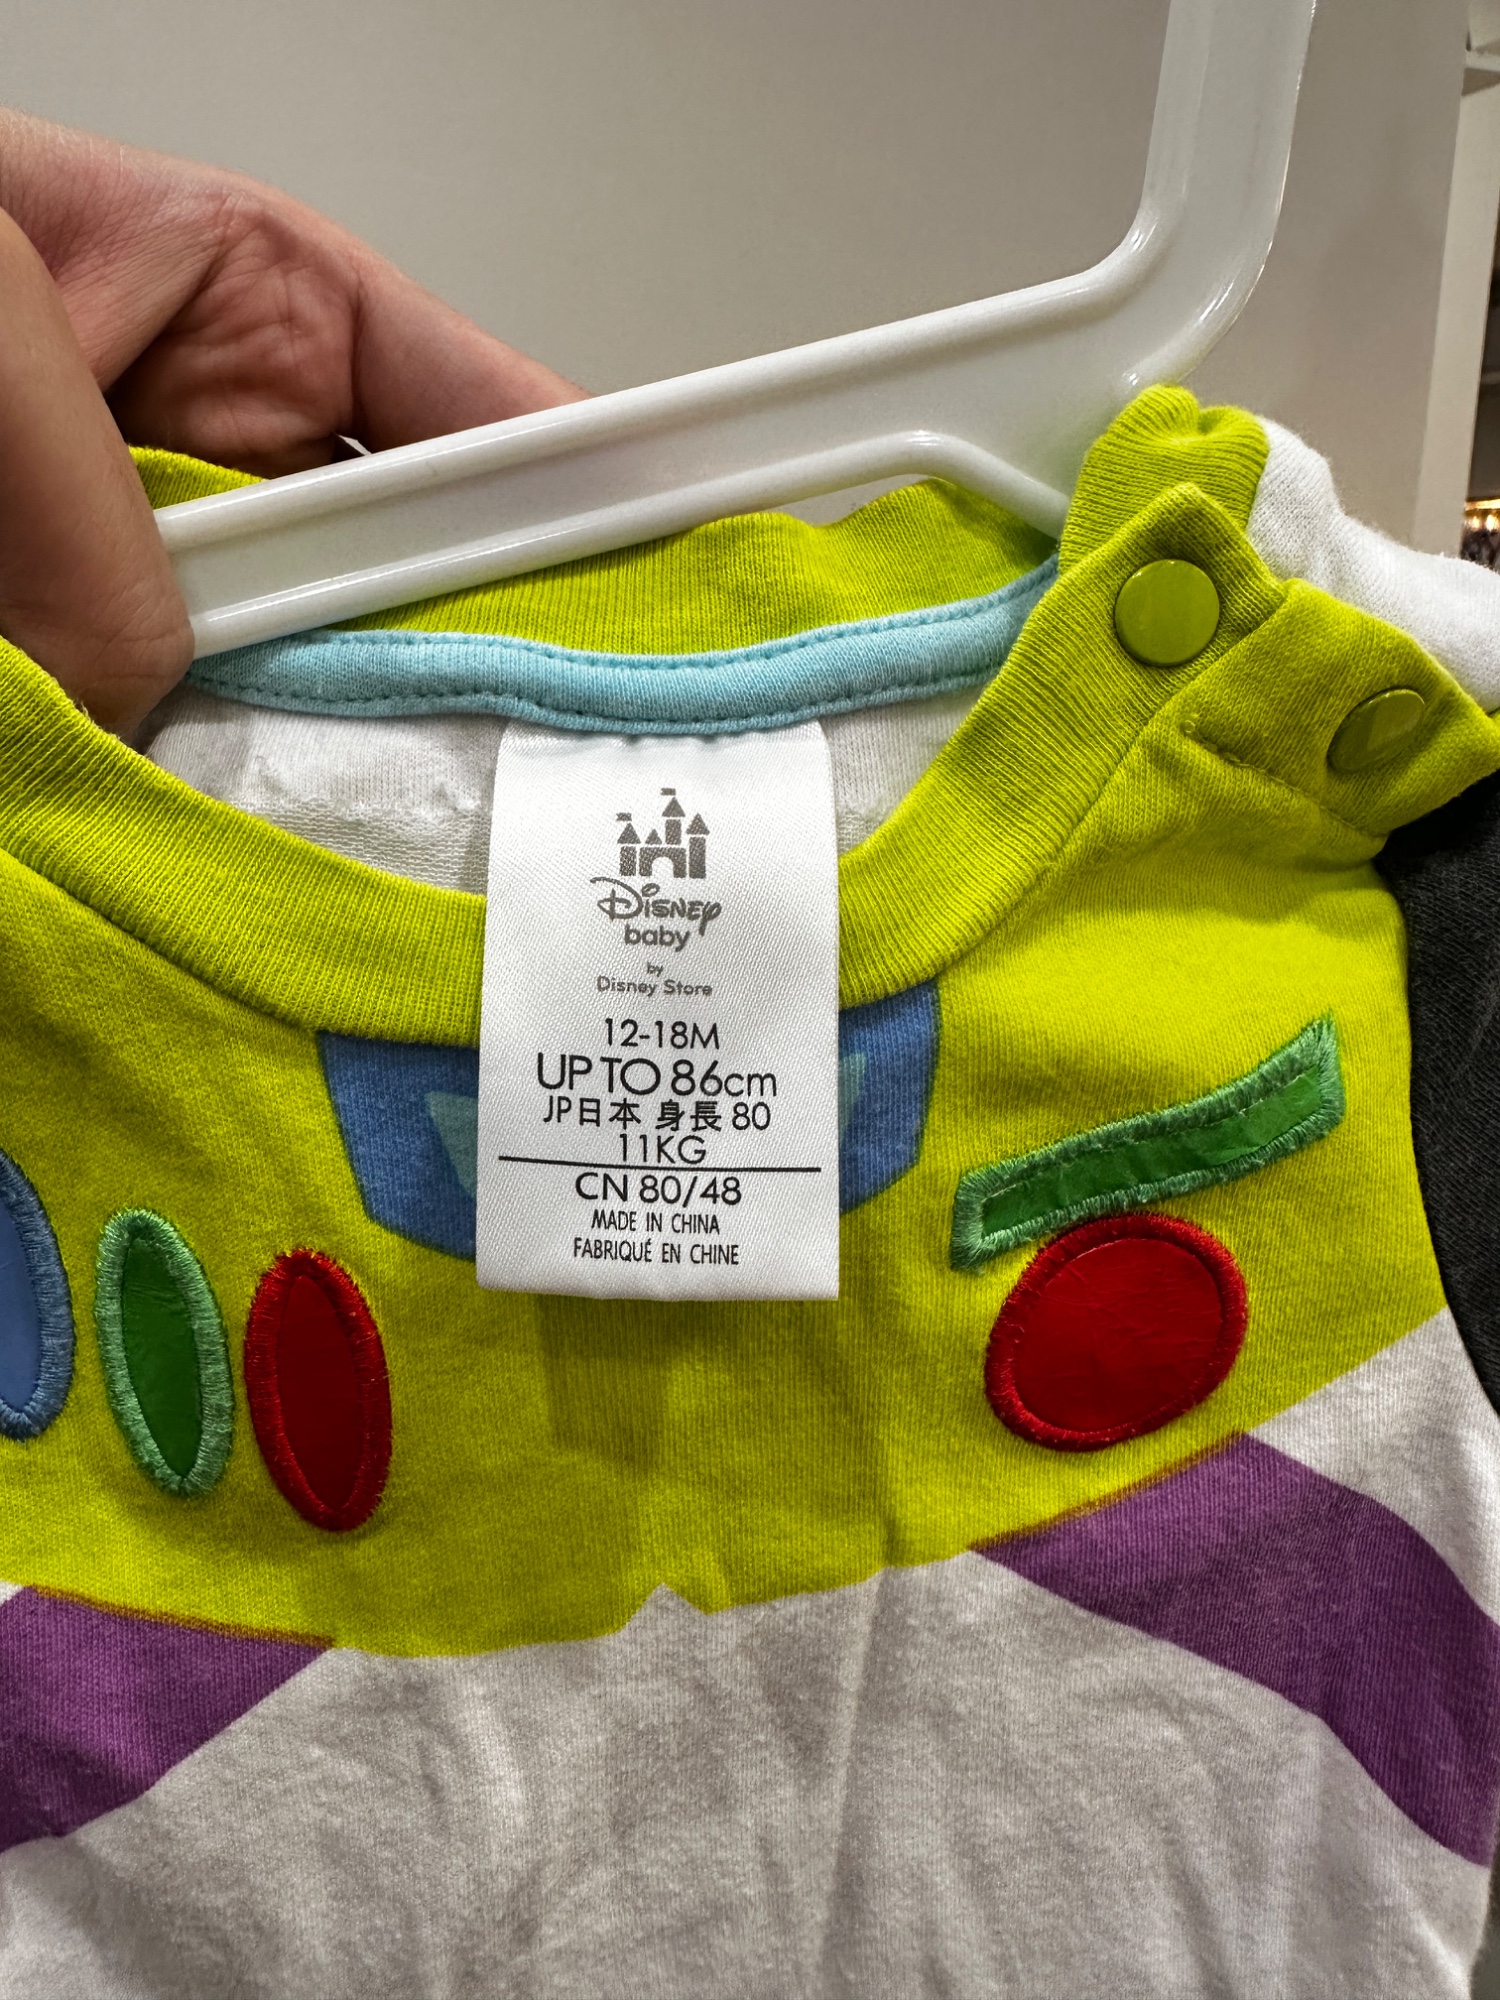 Disney
baby
by
Disney Store
12-18M
UP TO 86cm
JP日本 身長 80
11KG
CN 80/48
MADE IN CHINA
FABRIQUÉ EN CHINE